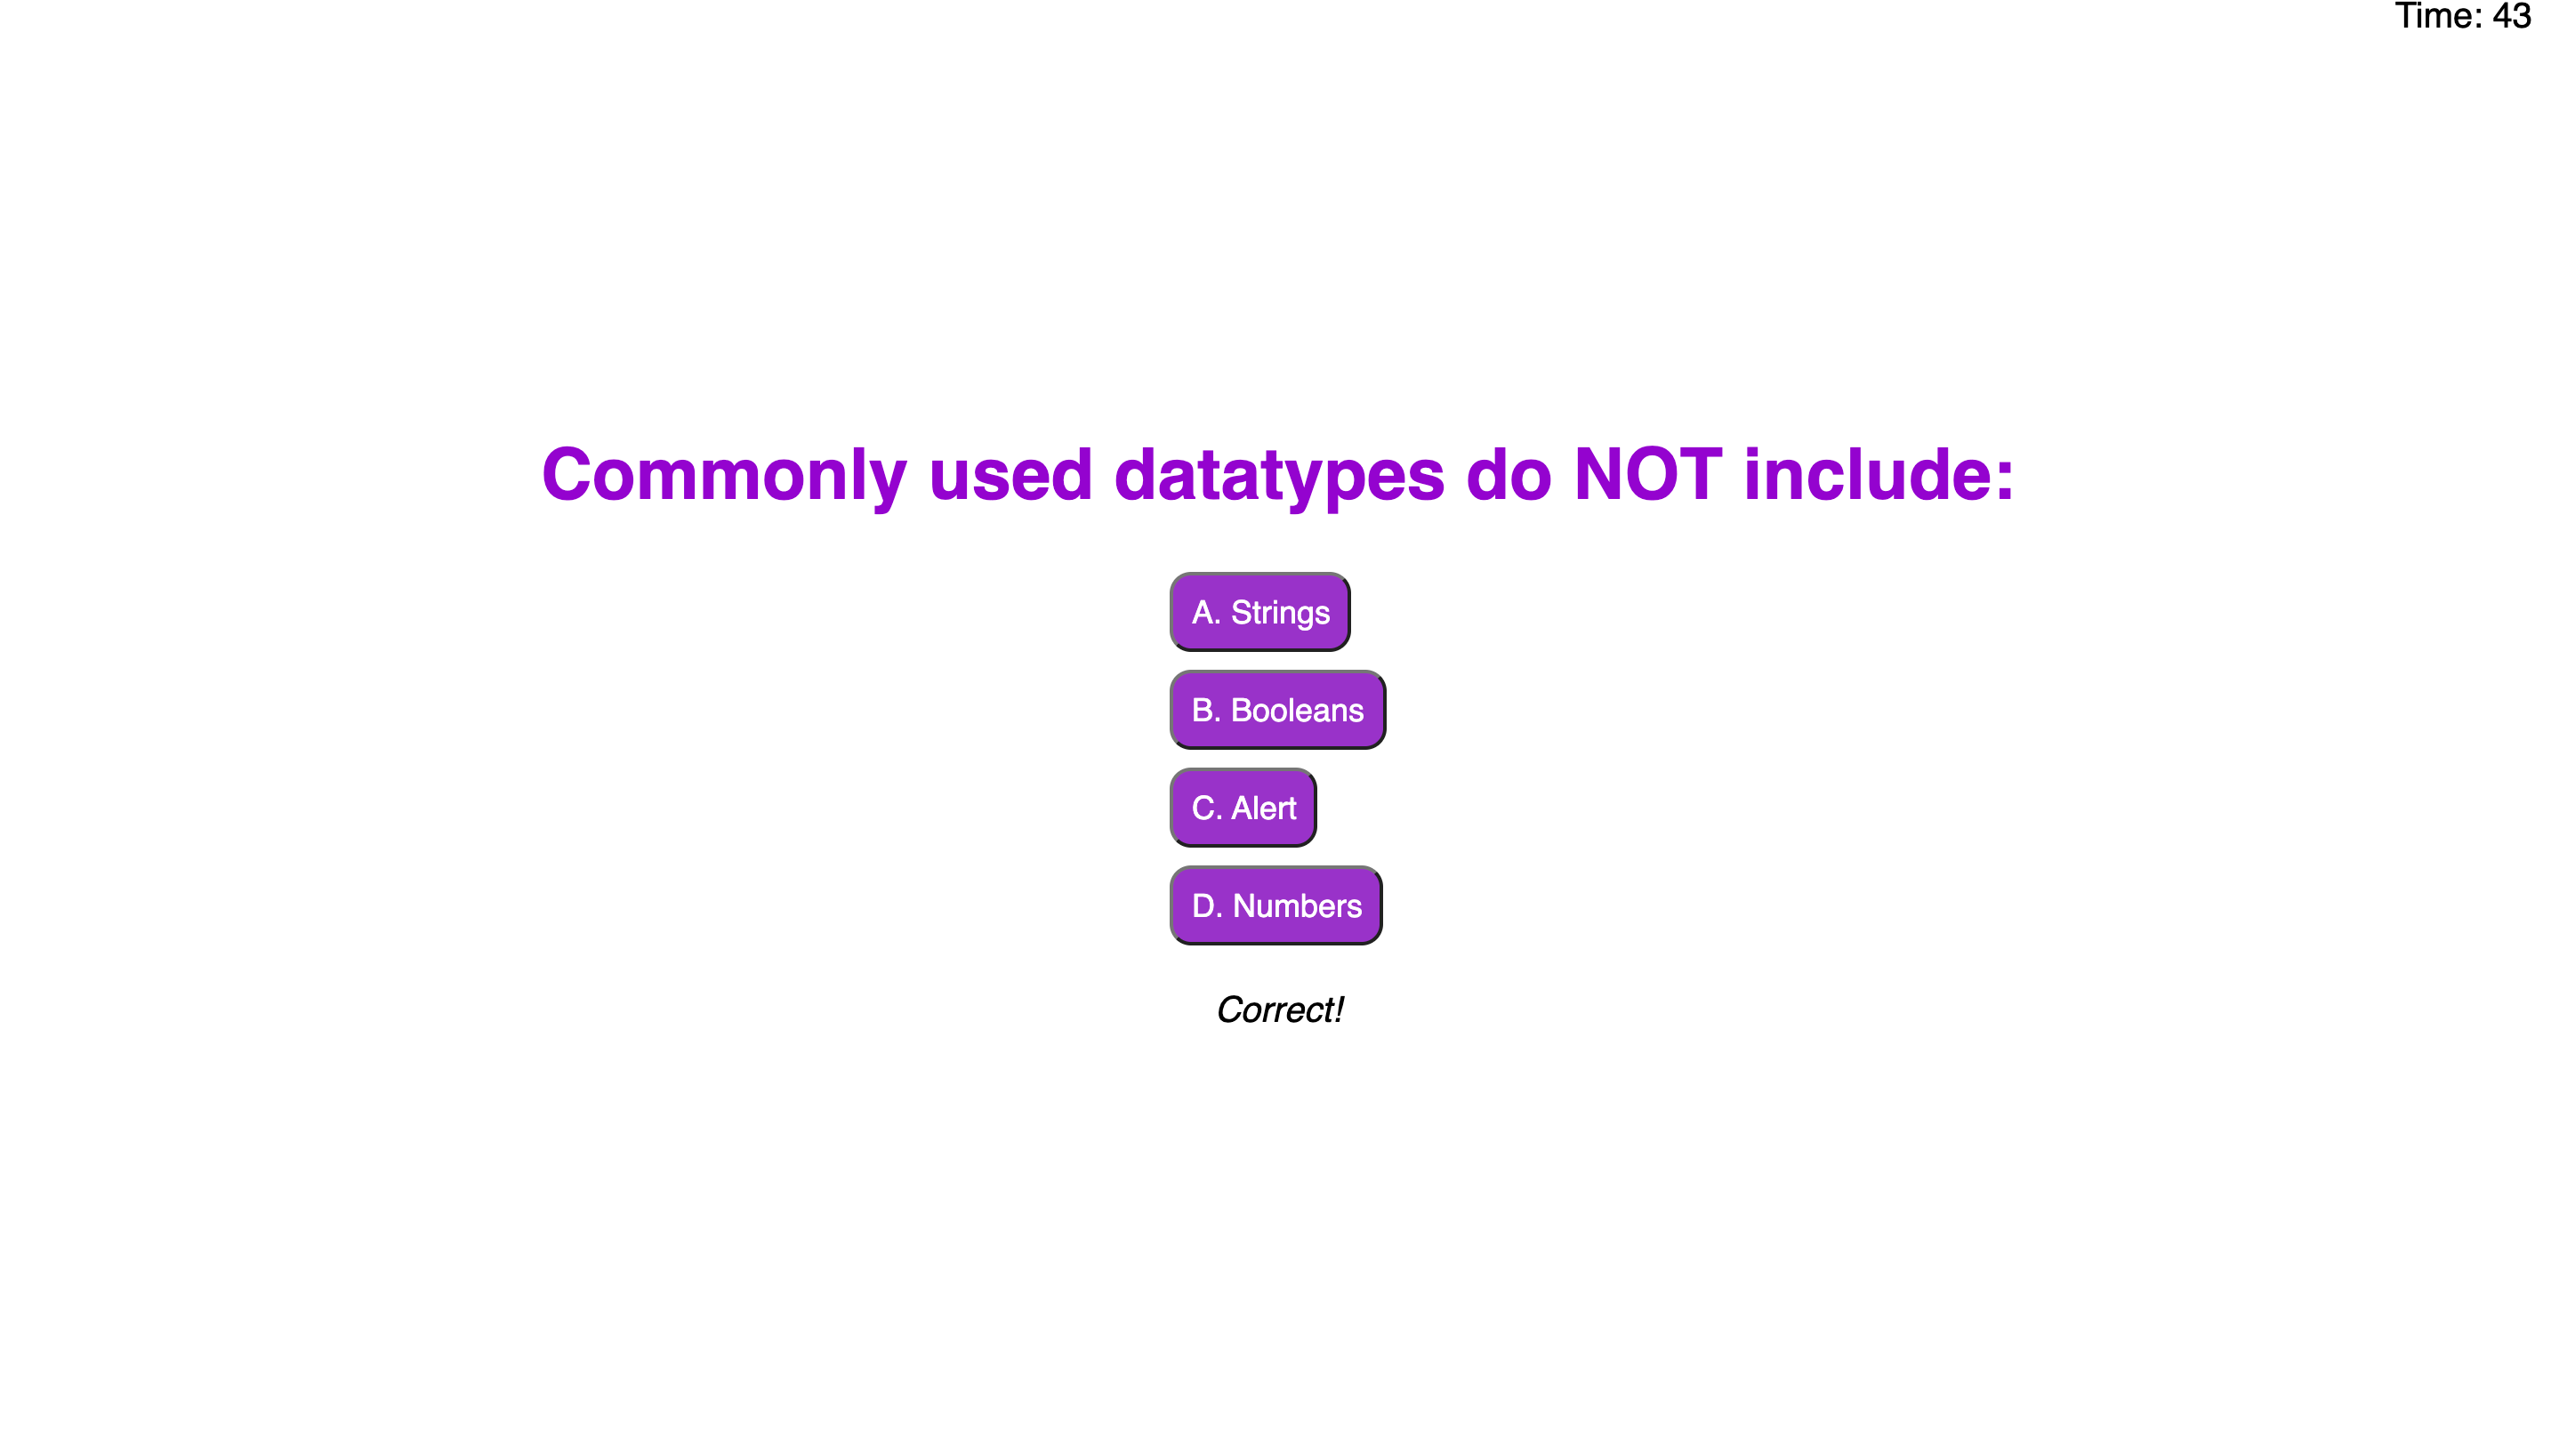 Time: 43
Commonly used datatypes do NOT include:
A. Strings
B. Booleans
C. Alert
D. Numbers
Correct!